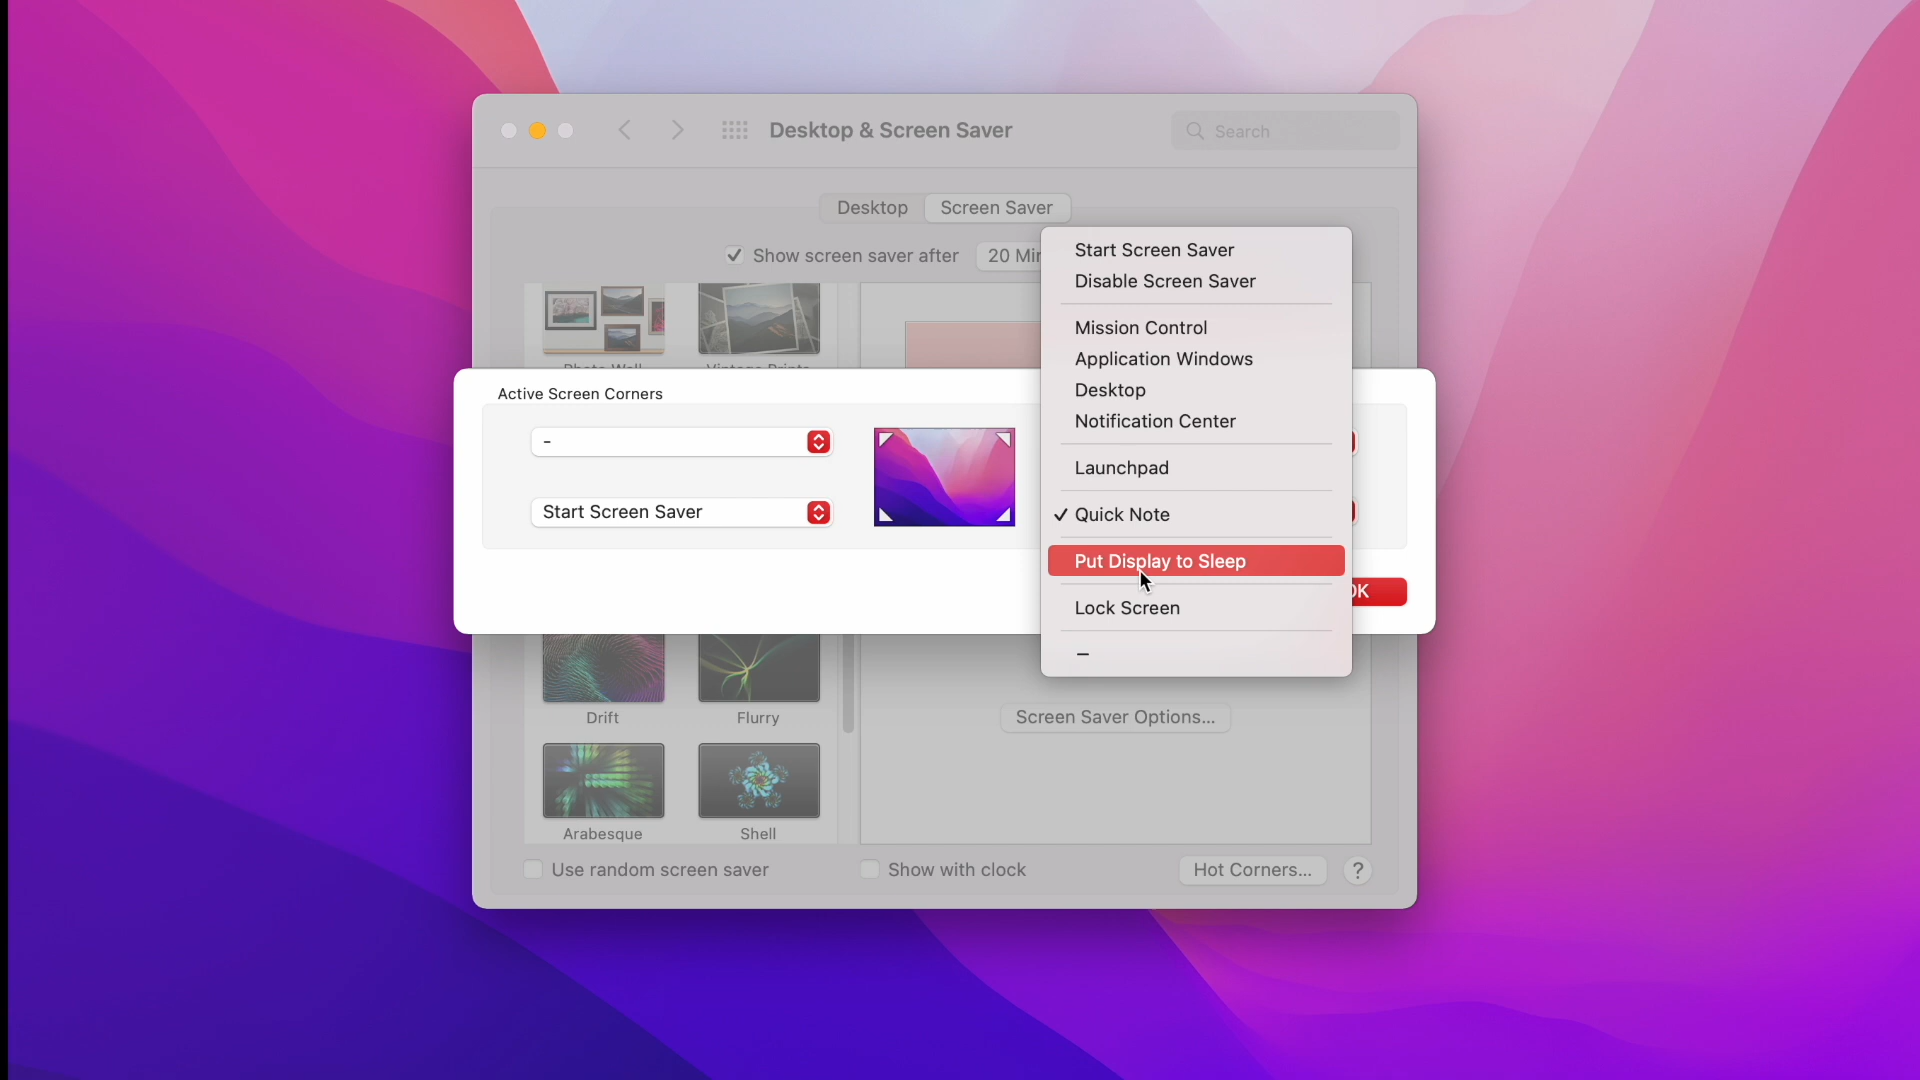 Desktop & Screen Saver
Search
Desktop
Screen Saver
Show screen saver after
20 Min
Start Screen Saver
Disable Screen Saver
Mission Control
Application Windows
Desktop
Notification Center
Launchpad
✓ Quick Note
Put Display to Sleep
Lock Screen
–
Active Screen Corners
-
Start Screen Saver
OK
Drift
Flurry
Screen Saver Options...
Arabesque
Shell
Use random screen saver
Show with clock
Hot Corners...
?